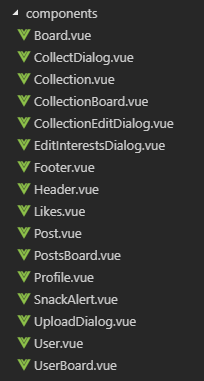 components
Board.vue
CollectDialog.vue
Collection.vue
CollectionBoard.vue
CollectionEditDialog.vue
EditInterestsDialog.vue
Footer.vue
Header.vue
Likes.vue
Post.vue
PostsBoard.vue
Profile.vue
SnackAlert.vue
UploadDialog.vue
User.vue
UserBoard.vue